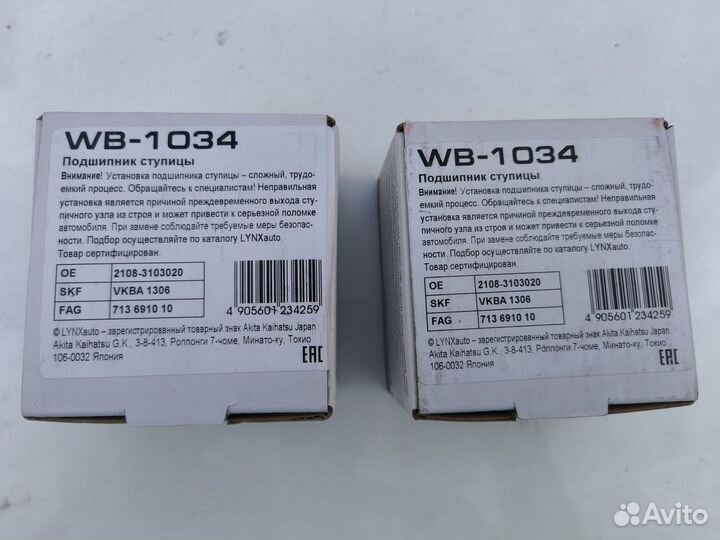 WB-1034
Подшипник ступицы
Внимание! Установка подшипника ступицы – сложный, трудо-
емкий процесс. Обращайтесь к специалистам! Неправильная
установка является причиной преждевременного выхода сту-
пичного узла из строя и может привести к серьезной поломке
автомобиля. При замене соблюдайте требуемые меры безопас-
ности. Подбор осуществляйте по каталогу LYNXauto.
Товар сертифицирован.
OE 2108-3103020
SKF VKBA 1306
FAG 713 6910 10
4 905601 234259
© LYNXauto – зарегистрированный товарный знак Akita Kaihatsu Japan.
Akita Kaihatsu G.K., 3-8-413, Роппонги 7-чоме, Минато-ку, Токио
106-0032 Япония
EAC
WB-1034
Подшипник ступицы
Внимание! Установка подшипника ступицы – сложный, трудо-
емкий процесс. Обращайтесь к специалистам! Неправильная
установка является причиной преждевременного выхода сту-
пичного узла из строя и может привести к серьезной поломке
автомобиля. При замене соблюдайте требуемые меры безопас-
ности. Подбор осуществляйте по каталогу LYNXauto.
Товар сертифицирован.
OE 2108-3103020
SKF VKBA 1306
FAG 713 6910 10
4 905601 234259
© LYNXauto – зарегистрированный товарный знак Akita Kaihatsu Japan.
Akita Kaihatsu G.K., 3-8-413, Роппонги 7-чоме, Минато-ку, Токио
106-0032 Япония
EAC
Avito